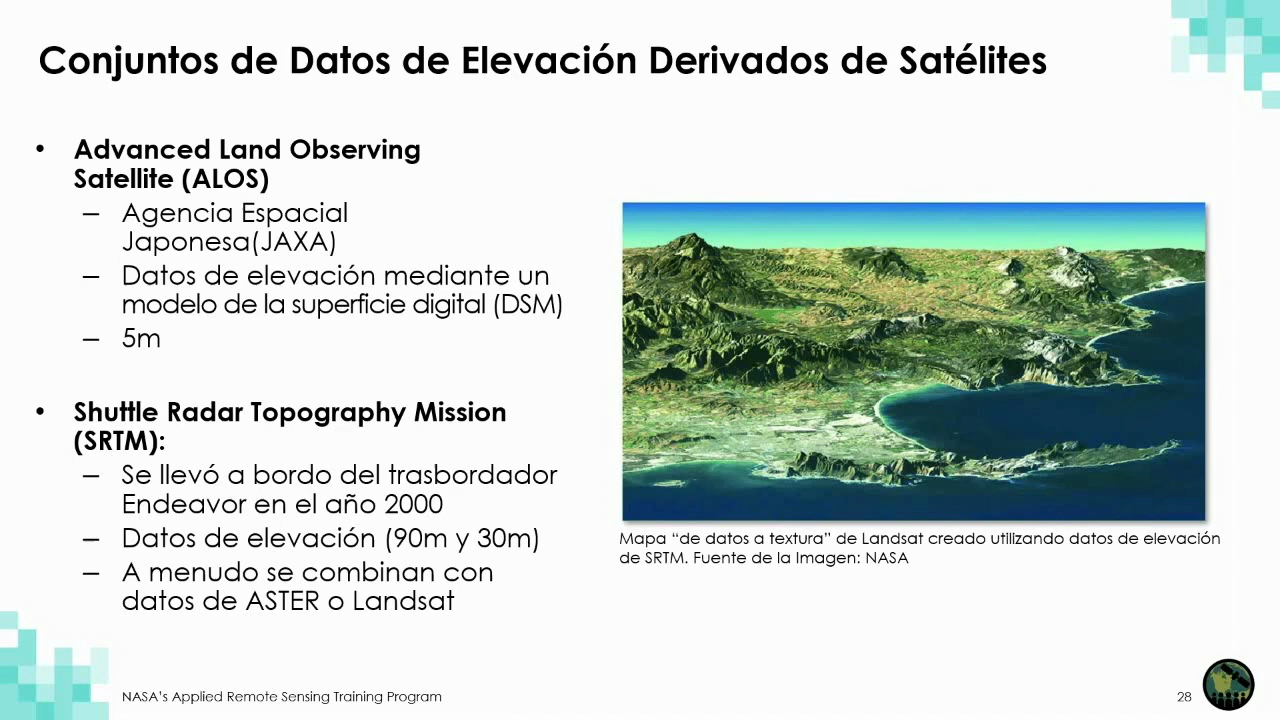 Conjuntos de Datos de Elevación Derivados de Satélites
• Advanced Land Observing
Satellite (ALOS)
– Agencia Espacial
Japonesa(JAXA)
– Datos de elevación mediante un
modelo de la superficie digital (DSM)
– 5m
• Shuttle Radar Topography Mission
(SRTM):
– Se llevó a bordo del trasbordador
Endeavor en el año 2000
– Datos de elevación (90m y 30m)
– A menudo se combinan con
datos de ASTER o Landsat
Mapa “de datos a textura” de Landsat creado utilizando datos de elevación
de SRTM. Fuente de la Imagen: NASA
NASA’s Applied Remote Sensing Training Program
28